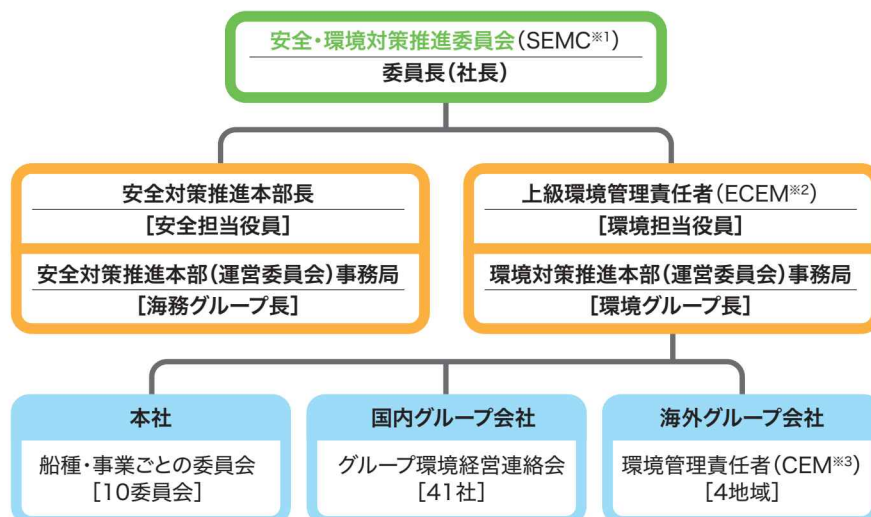 安全・環境対策推進委員会(SEMC※1)
委員長(社長)
安全対策推進本部長
[安全担当役員]
安全対策推進本部(運営委員会)事務局
[海務グループ長]
上級環境管理責任者(ECEM※2)
[環境担当役員]
環境対策推進本部(運営委員会)事務局
[環境グループ長]
本社
船種・事業ごとの委員会
[10委員会]
国内グループ会社
グループ環境経営連絡会
[41社]
海外グループ会社
環境管理責任者(CEM※3)
[4地域]